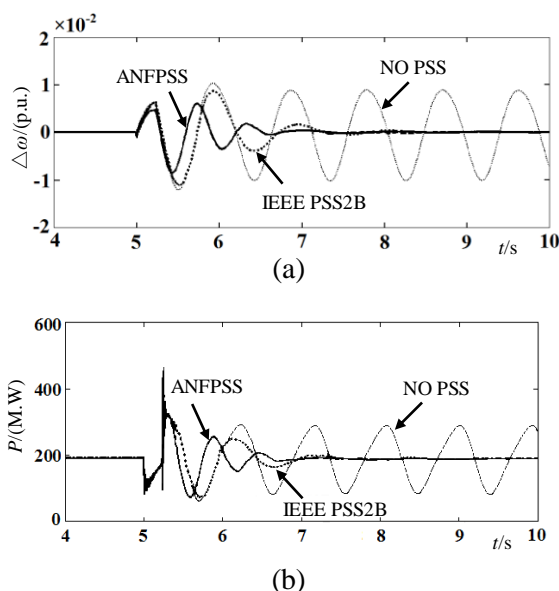 ×10⁻²
2
1
0
-1
-2
△ω/(p.u.)
ANFPSS
NO PSS
IEEE PSS2B
4 5 6 7 8 9 10
t/s
(a)
600
400
200
0
P/(M.W)
ANFPSS
NO PSS
IEEE PSS2B
4 5 6 7 8 9 10
t/s
(b)